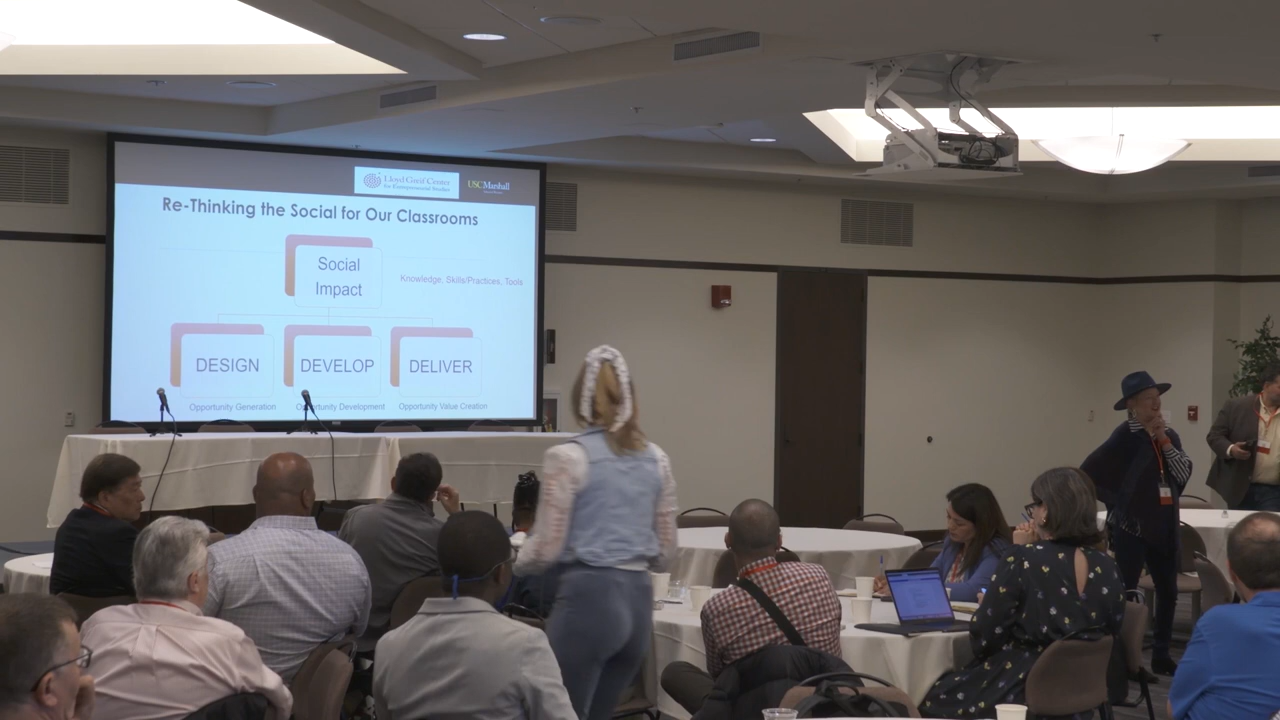 Lloyd Greif Center
for Entrepreneurial Studies
USC Marshall
Re-Thinking the Social for Our Classrooms
Social
Impact
Knowledge, Skills/Practices, Tools
DESIGN
DEVELOP
DELIVER
Opportunity Generation
Opportunity Development
Opportunity Value Creation